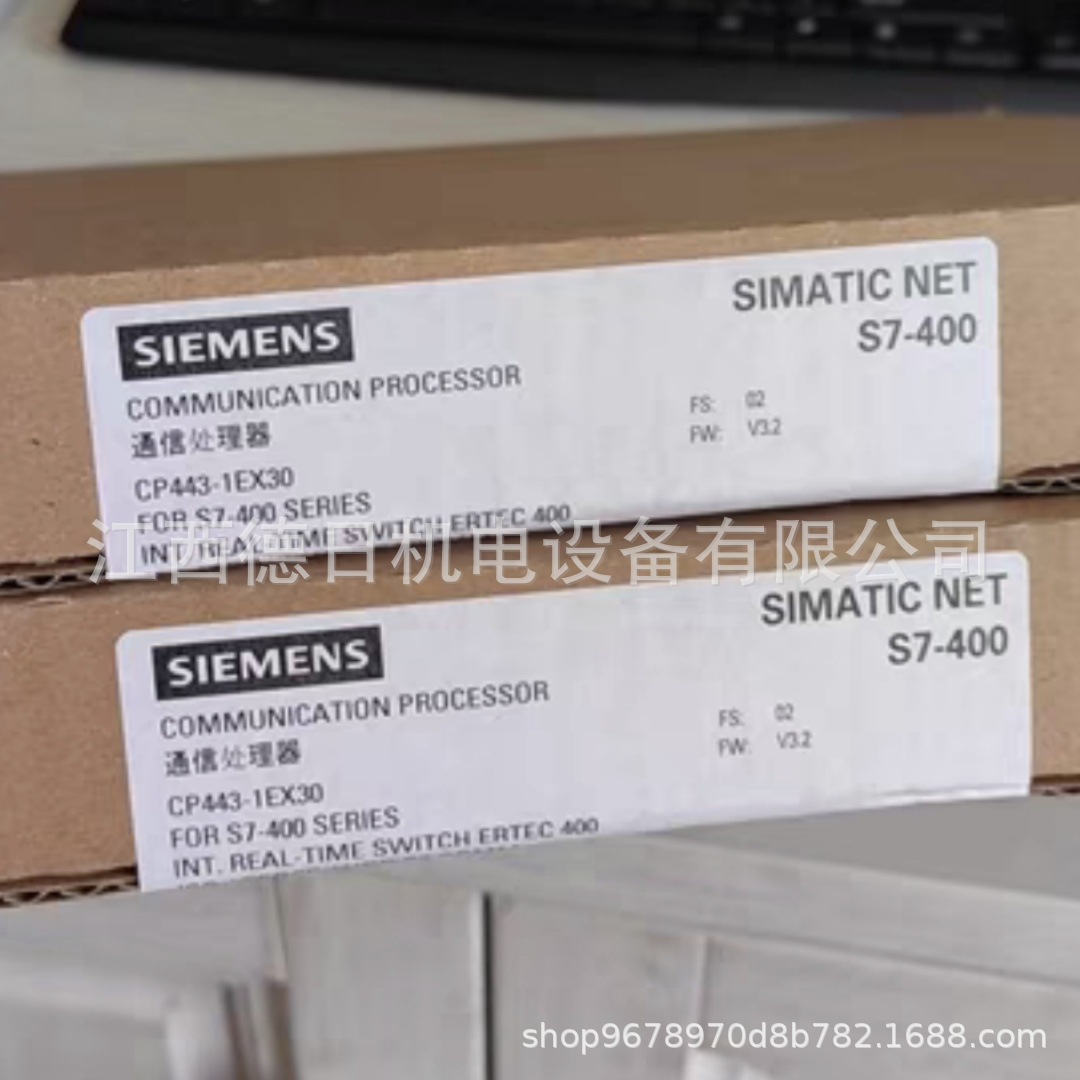 SIEMENS
SIMATIC NET
S7-400
COMMUNICATION PROCESSOR
通信处理器
FS: 02
FW: V3.2
CP443-1EX30
FOR S7-400 SERIES
INT. REAL-TIME SWITCH ERTEC 400
江西德日机电设备有限公司
SIEMENS
SIMATIC NET
S7-400
COMMUNICATION PROCESSOR
通信处理器
FS: 02
FW: V3.2
CP443-1EX30
FOR S7-400 SERIES
INT. REAL-TIME SWITCH ERTEC 400
shop9678970d8b782.1688.com